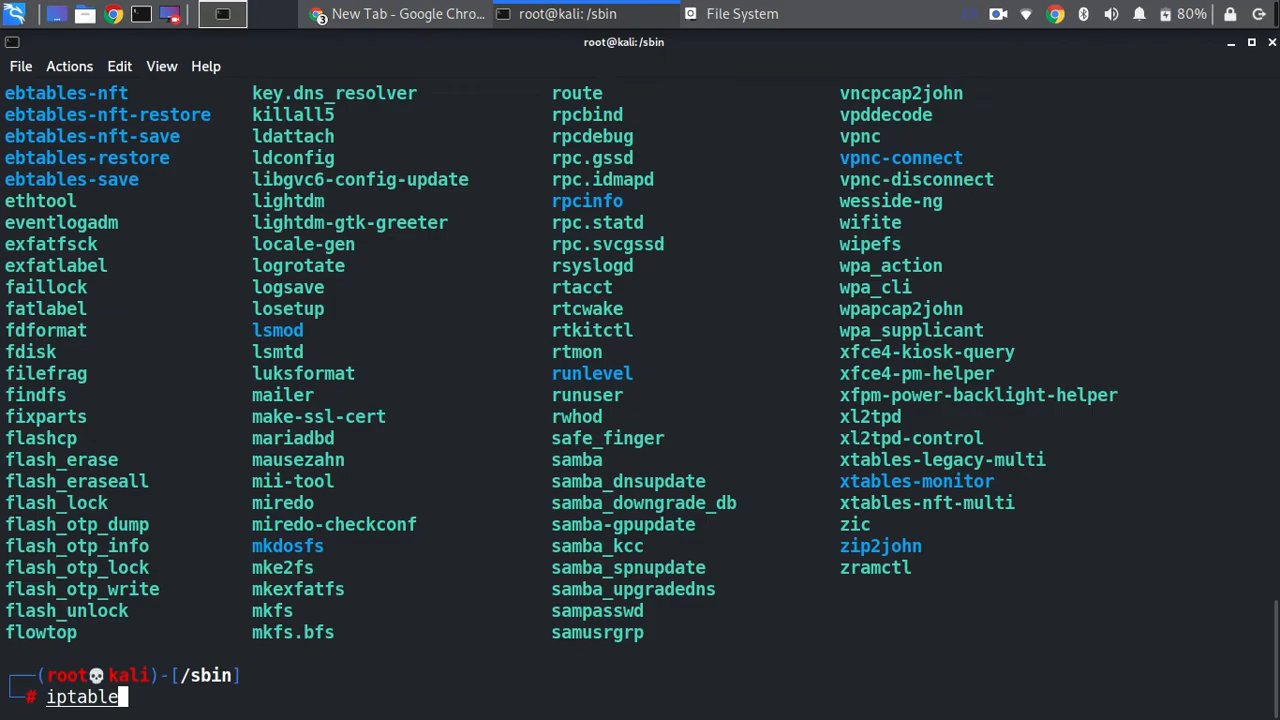 New Tab - Google Chro...
root@kali: /sbin
File System
80%
root@kali: /sbin
File Actions Edit View Help
ebtables-nft key.dns_resolver route vncpcap2john
ebtables-nft-restore killall5 rpcbind vpddecode
ebtables-nft-save ldattach rpcdebug vpnc
ebtables-restore ldconfig rpc.gssd vpnc-connect
ebtables-save libgvc6-config-update rpc.idmapd vpnc-disconnect
ethtool lightdm rpcinfo wesside-ng
eventlogadm lightdm-gtk-greeter rpc.statd wifite
exfatfsck locale-gen rpc.svcgssd wipefs
exfatlabel logrotate rsyslogd wpa_action
faillock logsave rtacct wpa_cli
fatlabel losetup rtcwake wpapcap2john
fdformat lsmod rtkitctl wpa_supplicant
fdisk lsmtd rtmon xfce4-kiosk-query
filefrag luksformat runlevel xfce4-pm-helper
findfs mailer runuser xfpm-power-backlight-helper
fixparts make-ssl-cert rwhod xl2tpd
flashcp mariadbd safe_finger xl2tpd-control
flash_erase mausezahn samba xtables-legacy-multi
flash_eraseall mii-tool samba_dnsupdate xtables-monitor
flash_lock miredo samba_downgrade_db xtables-nft-multi
flash_otp_dump miredo-checkconf samba-gpupdate zic
flash_otp_info mkdosfs samba_kcc zip2john
flash_otp_lock mke2fs samba_spnupdate zramctl
flash_otp_write mkexfatfs samba_upgradedns
flash_unlock mkfs sampasswd
flowtop mkfs.bfs samusrgrp
┌──(root💀kali)-[/sbin]
└─# iptable